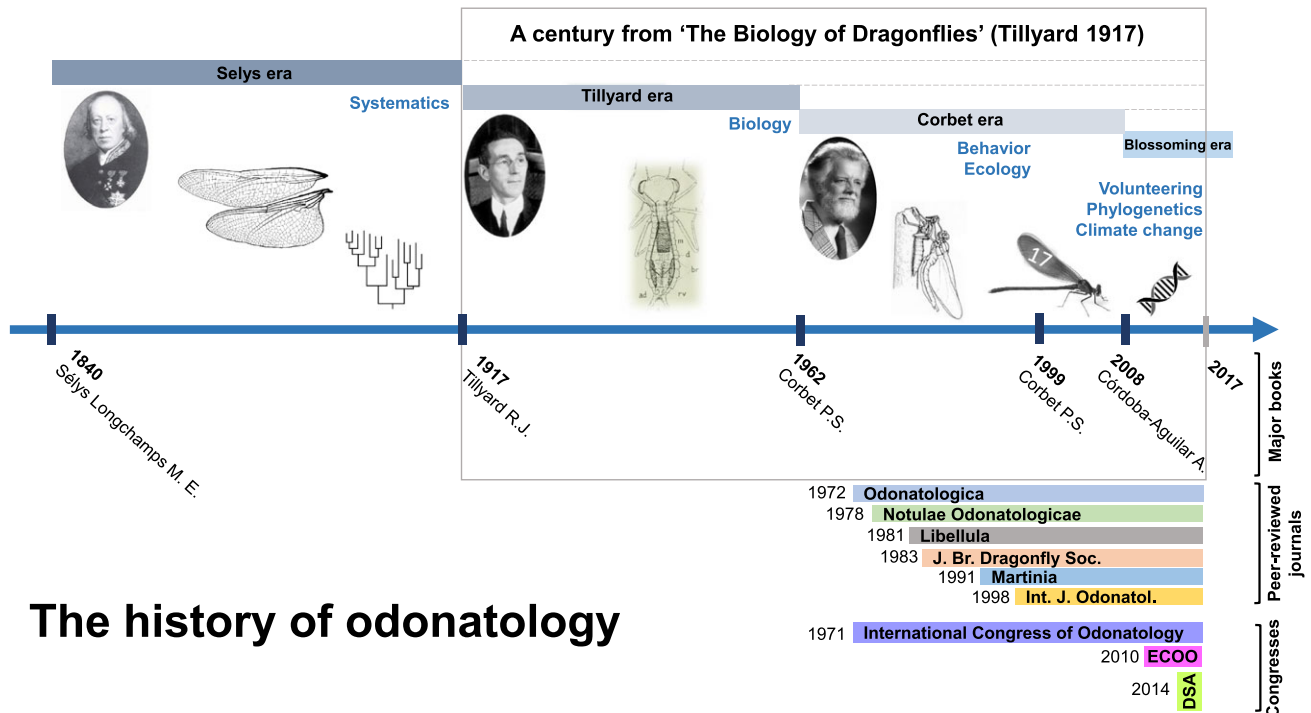 A century from ‘The Biology of Dragonflies’ (Tillyard 1917)
Selys era
Systematics
Tillyard era
Biology
Corbet era
Behavior
Ecology
Blossoming era
Volunteering
Phylogenetics
Climate change
m
d
br
ad
rv
17
1840
Sélys Longchamps M. E.
1917
Tillyard R.J.
1962
Corbet P.S.
1999
Corbet P.S.
2008
Córdoba-Aguilar A.
2017
Major books
1972 Odonatologica
1978 Notulae Odonatologicae
1981 Libellula
1983 J. Br. Dragonfly Soc.
1991 Martinia
1998 Int. J. Odonatol.
Peer-reviewed
journals
The history of odonatology
1971 International Congress of Odonatology
2010 ECOO
2014 DSA
Congresses